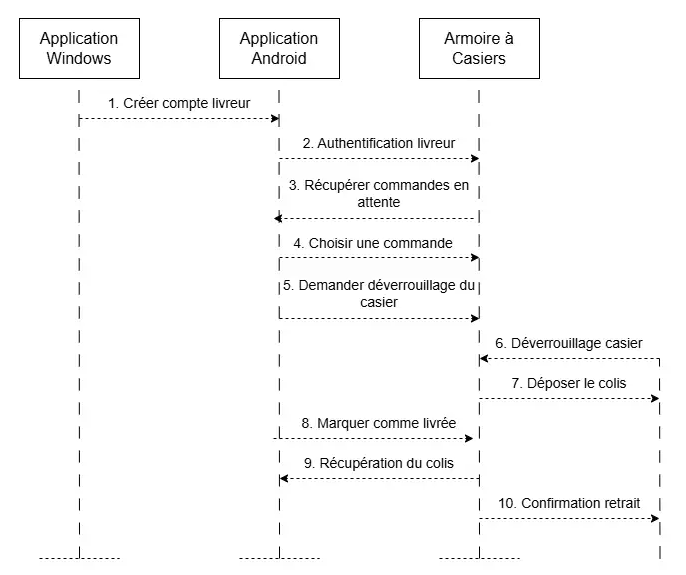 Application
Windows
Application
Android
Armoire à
Casiers
1. Créer compte livreur
2. Authentification livreur
3. Récupérer commandes en
attente
4. Choisir une commande
5. Demander déverrouillage du
casier
6. Déverrouillage casier
7. Déposer le colis
8. Marquer comme livrée
9. Récupération du colis
10. Confirmation retrait